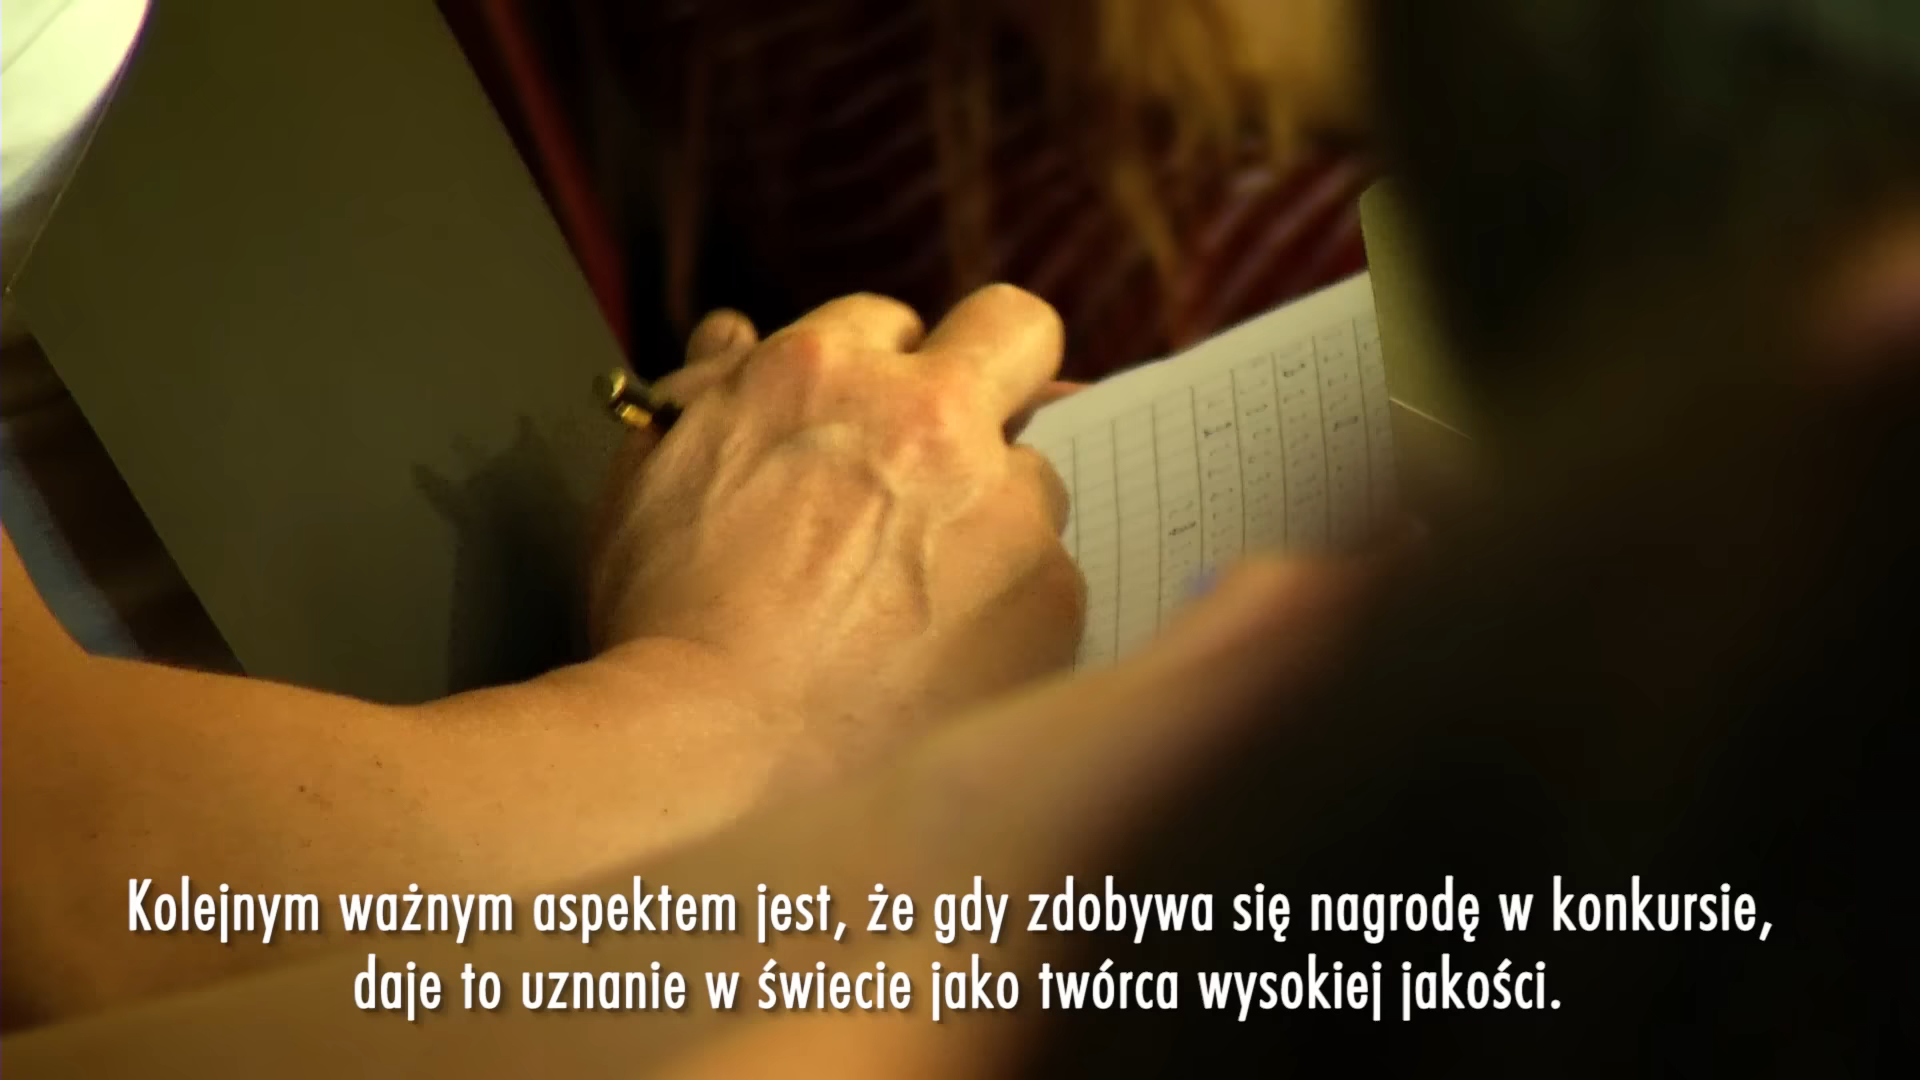 Kolejnym ważnym aspektem jest, że gdy zdobywa się nagrodę w konkursie,
daje to uznanie w świecie jako twórca wysokiej jakości.